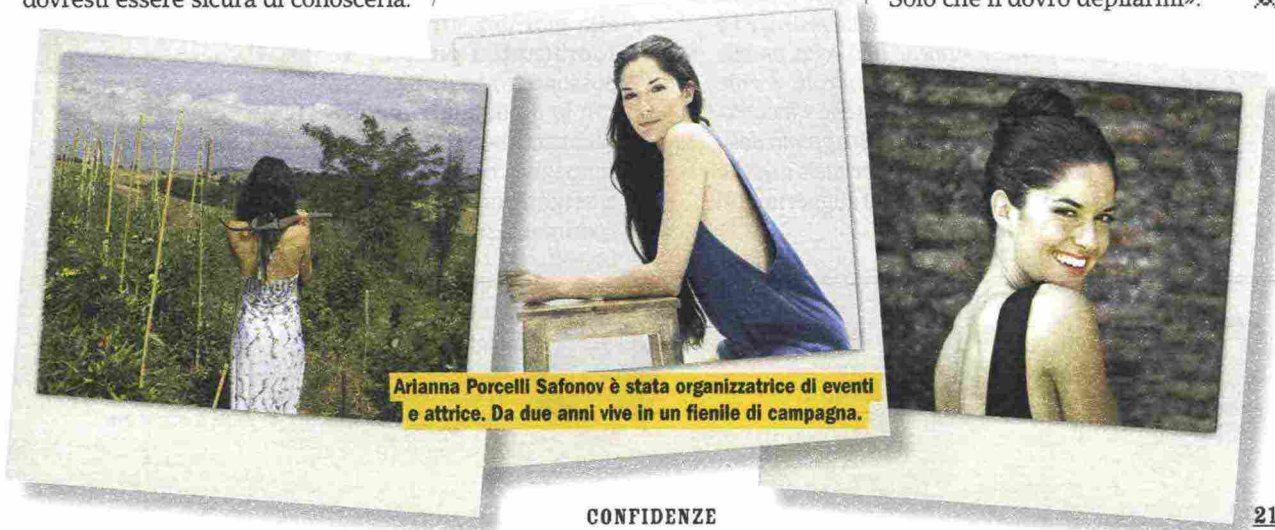 dovresti essere sicura di conoscerla.
Solo che lì dovrò depilarmi».
Arianna Porcelli Safonov è stata organizzatrice di eventi
e attrice. Da due anni vive in un fienile di campagna.
CONFIDENZE
21